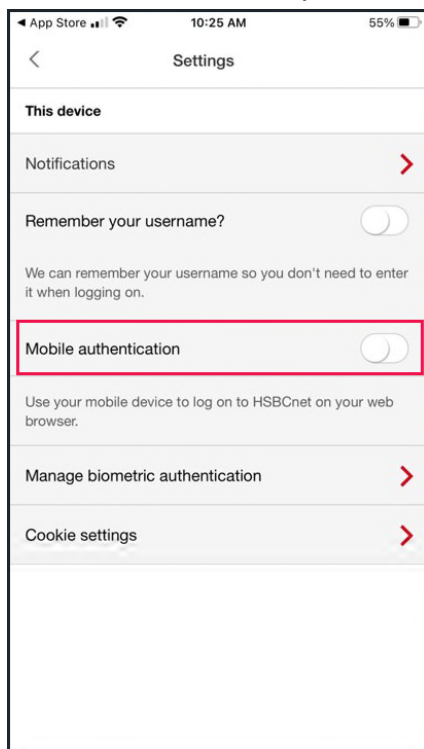 App Store 10:25 AM 55%
Settings
This device
Notifications
Remember your username?
We can remember your username so you don't need to enter
it when logging on.
Mobile authentication
Use your mobile device to log on to HSBCnet on your web
browser.
Manage biometric authentication
Cookie settings